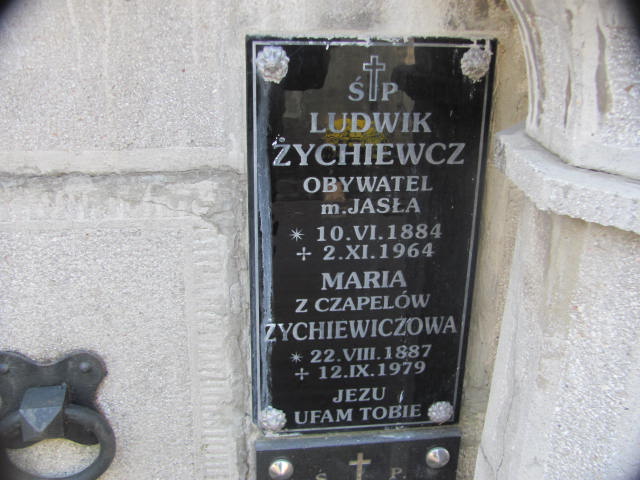 Ś P
LUDWIK
ŻYCHIEWCZ
OBYWATEL
m. JASŁA
* 10.VI.1884
+ 2.XI.1964
MARIA
Z CZAPELÓW
ŻYCHIEWICZOWA
* 22.VIII.1887
+ 12.IX.1979
JEZU
UFAM TOBIE
Ś P.